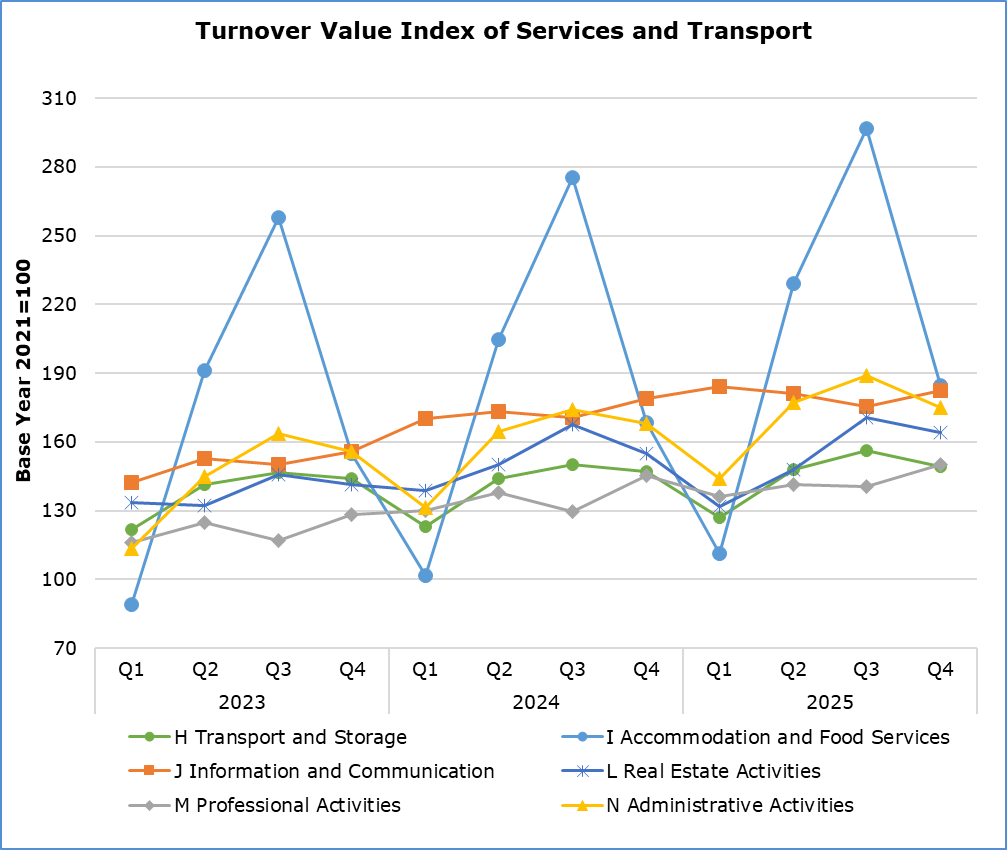 Turnover Value Index of Services and Transport
310
280
250
220
190
160
130
100
70
Base Year 2021=100
Q1 Q2 Q3 Q4 Q1 Q2 Q3 Q4 Q1 Q2 Q3 Q4
2023 2024 2025
H Transport and Storage I Accommodation and Food Services
J Information and Communication L Real Estate Activities
M Professional Activities N Administrative Activities